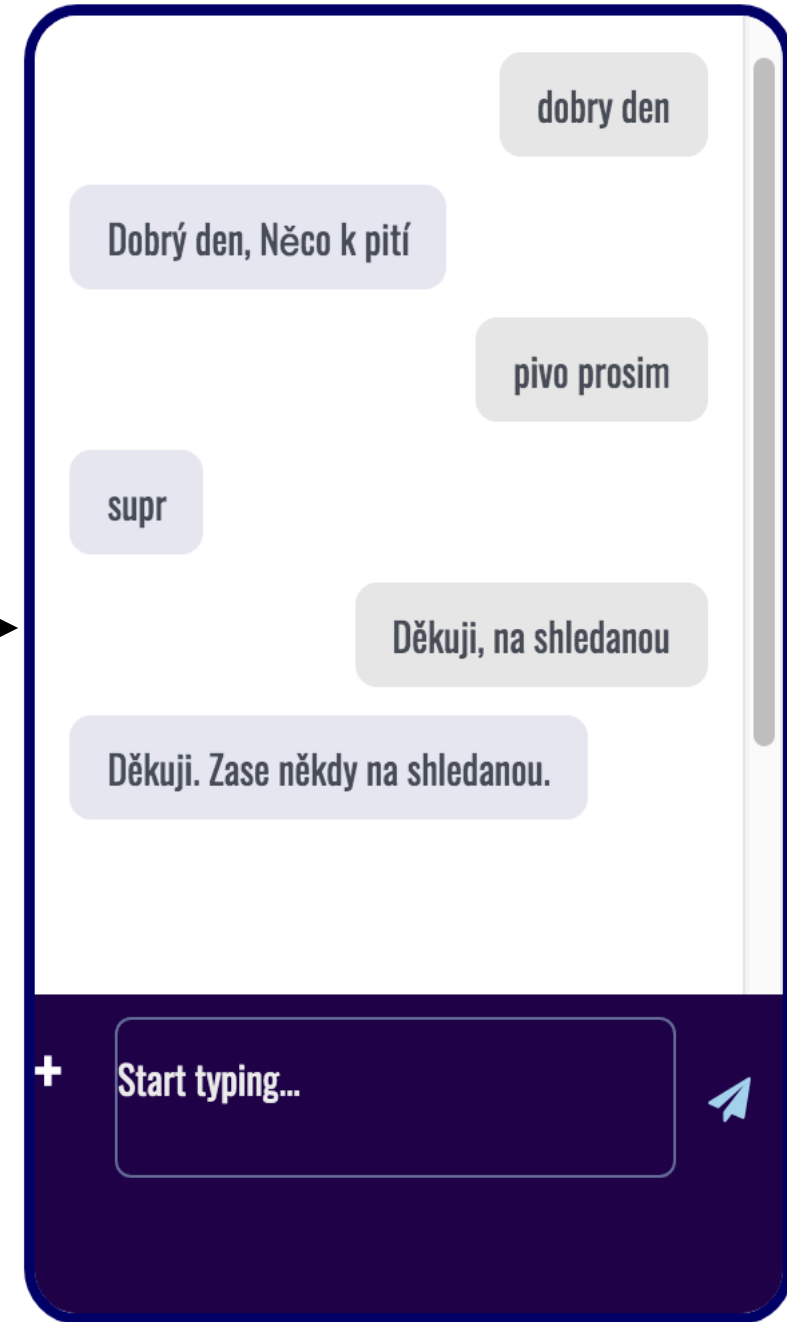 dobry den
Dobrý den, Něco k pití
pivo prosim
supr
Děkuji, na shledanou
Děkuji. Zase někdy na shledanou.
Start typing...